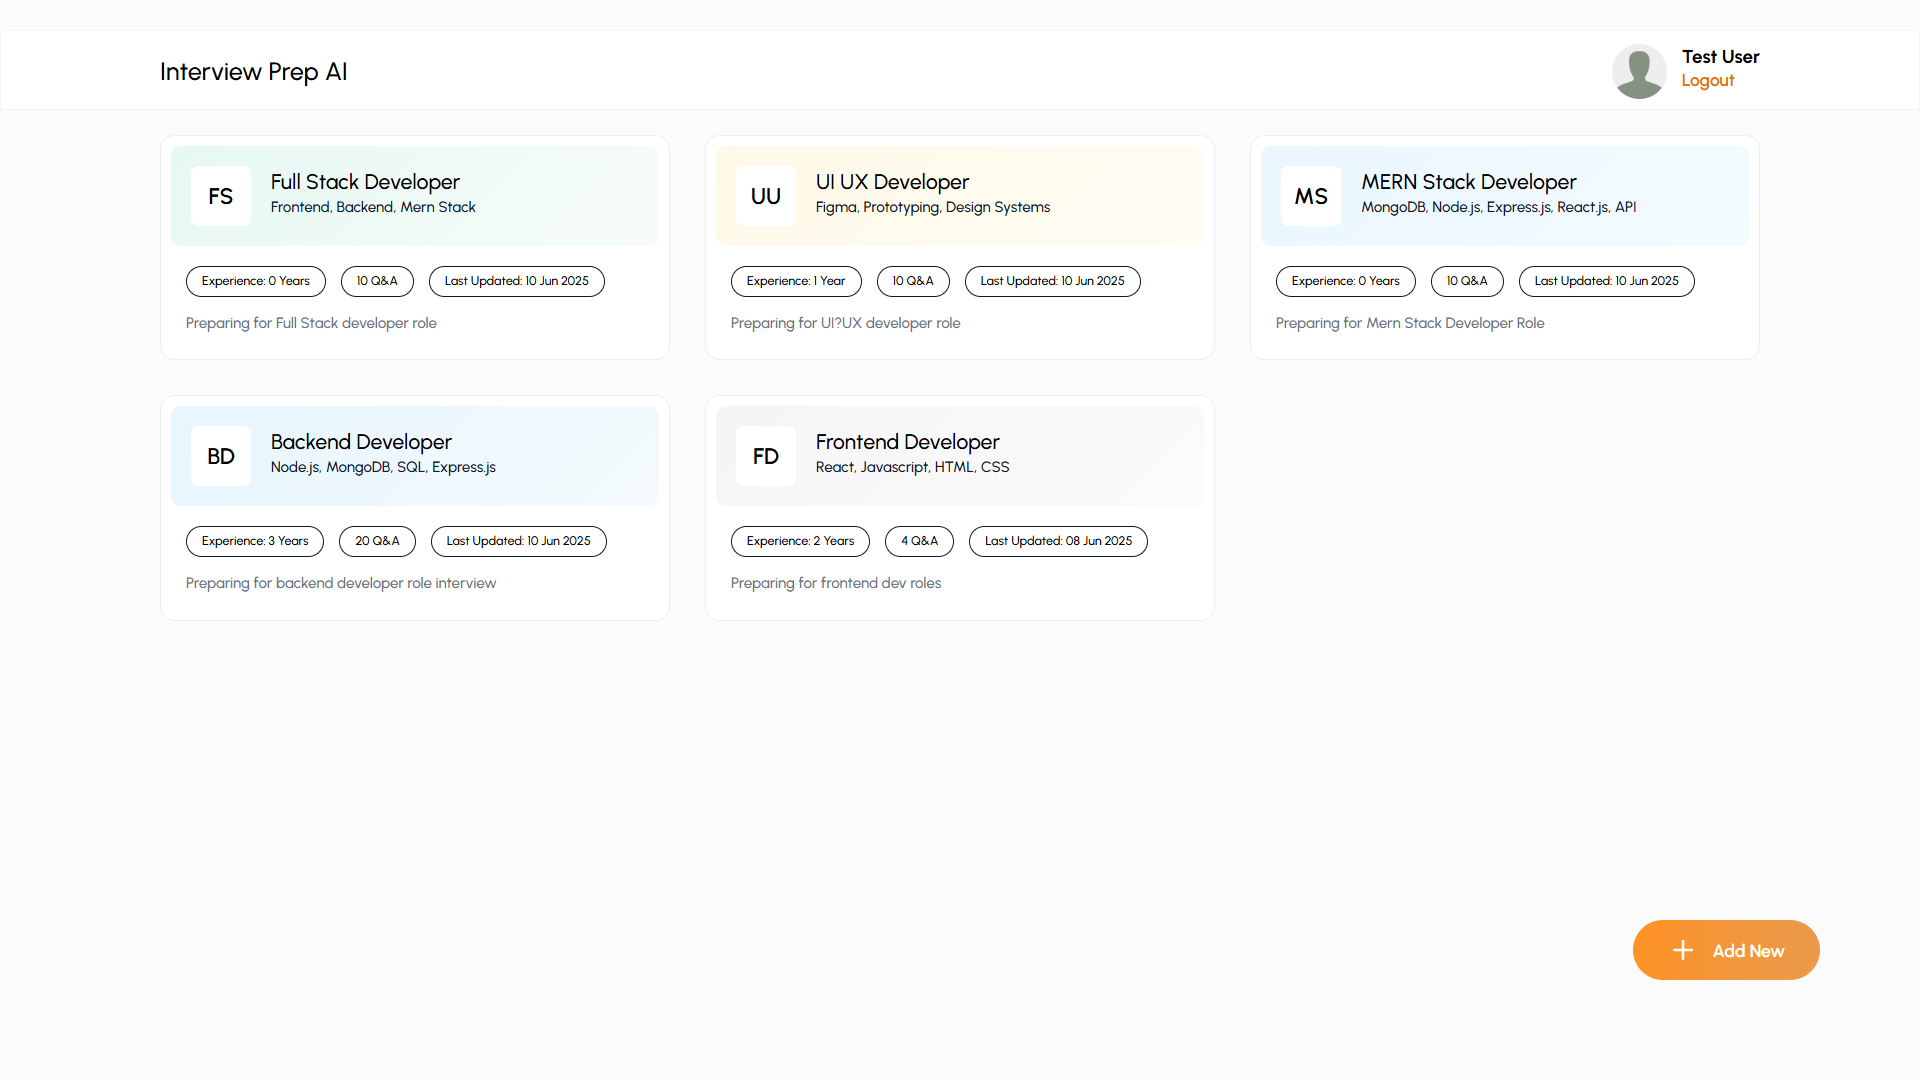 Interview Prep AI
Test User
Logout
FS
Full Stack Developer
Frontend, Backend, Mern Stack
Experience: 0 Years
10 Q&A
Last Updated: 10 Jun 2025
Preparing for Full Stack developer role
UU
UI UX Developer
Figma, Prototyping, Design Systems
Experience: 1 Year
10 Q&A
Last Updated: 10 Jun 2025
Preparing for UI?UX developer role
MS
MERN Stack Developer
MongoDB, Node.js, Express.js, React.js, API
Experience: 0 Years
10 Q&A
Last Updated: 10 Jun 2025
Preparing for Mern Stack Developer Role
BD
Backend Developer
Node.js, MongoDB, SQL, Express.js
Experience: 3 Years
20 Q&A
Last Updated: 10 Jun 2025
Preparing for backend developer role interview
FD
Frontend Developer
React, Javascript, HTML, CSS
Experience: 2 Years
4 Q&A
Last Updated: 08 Jun 2025
Preparing for frontend dev roles
Add New